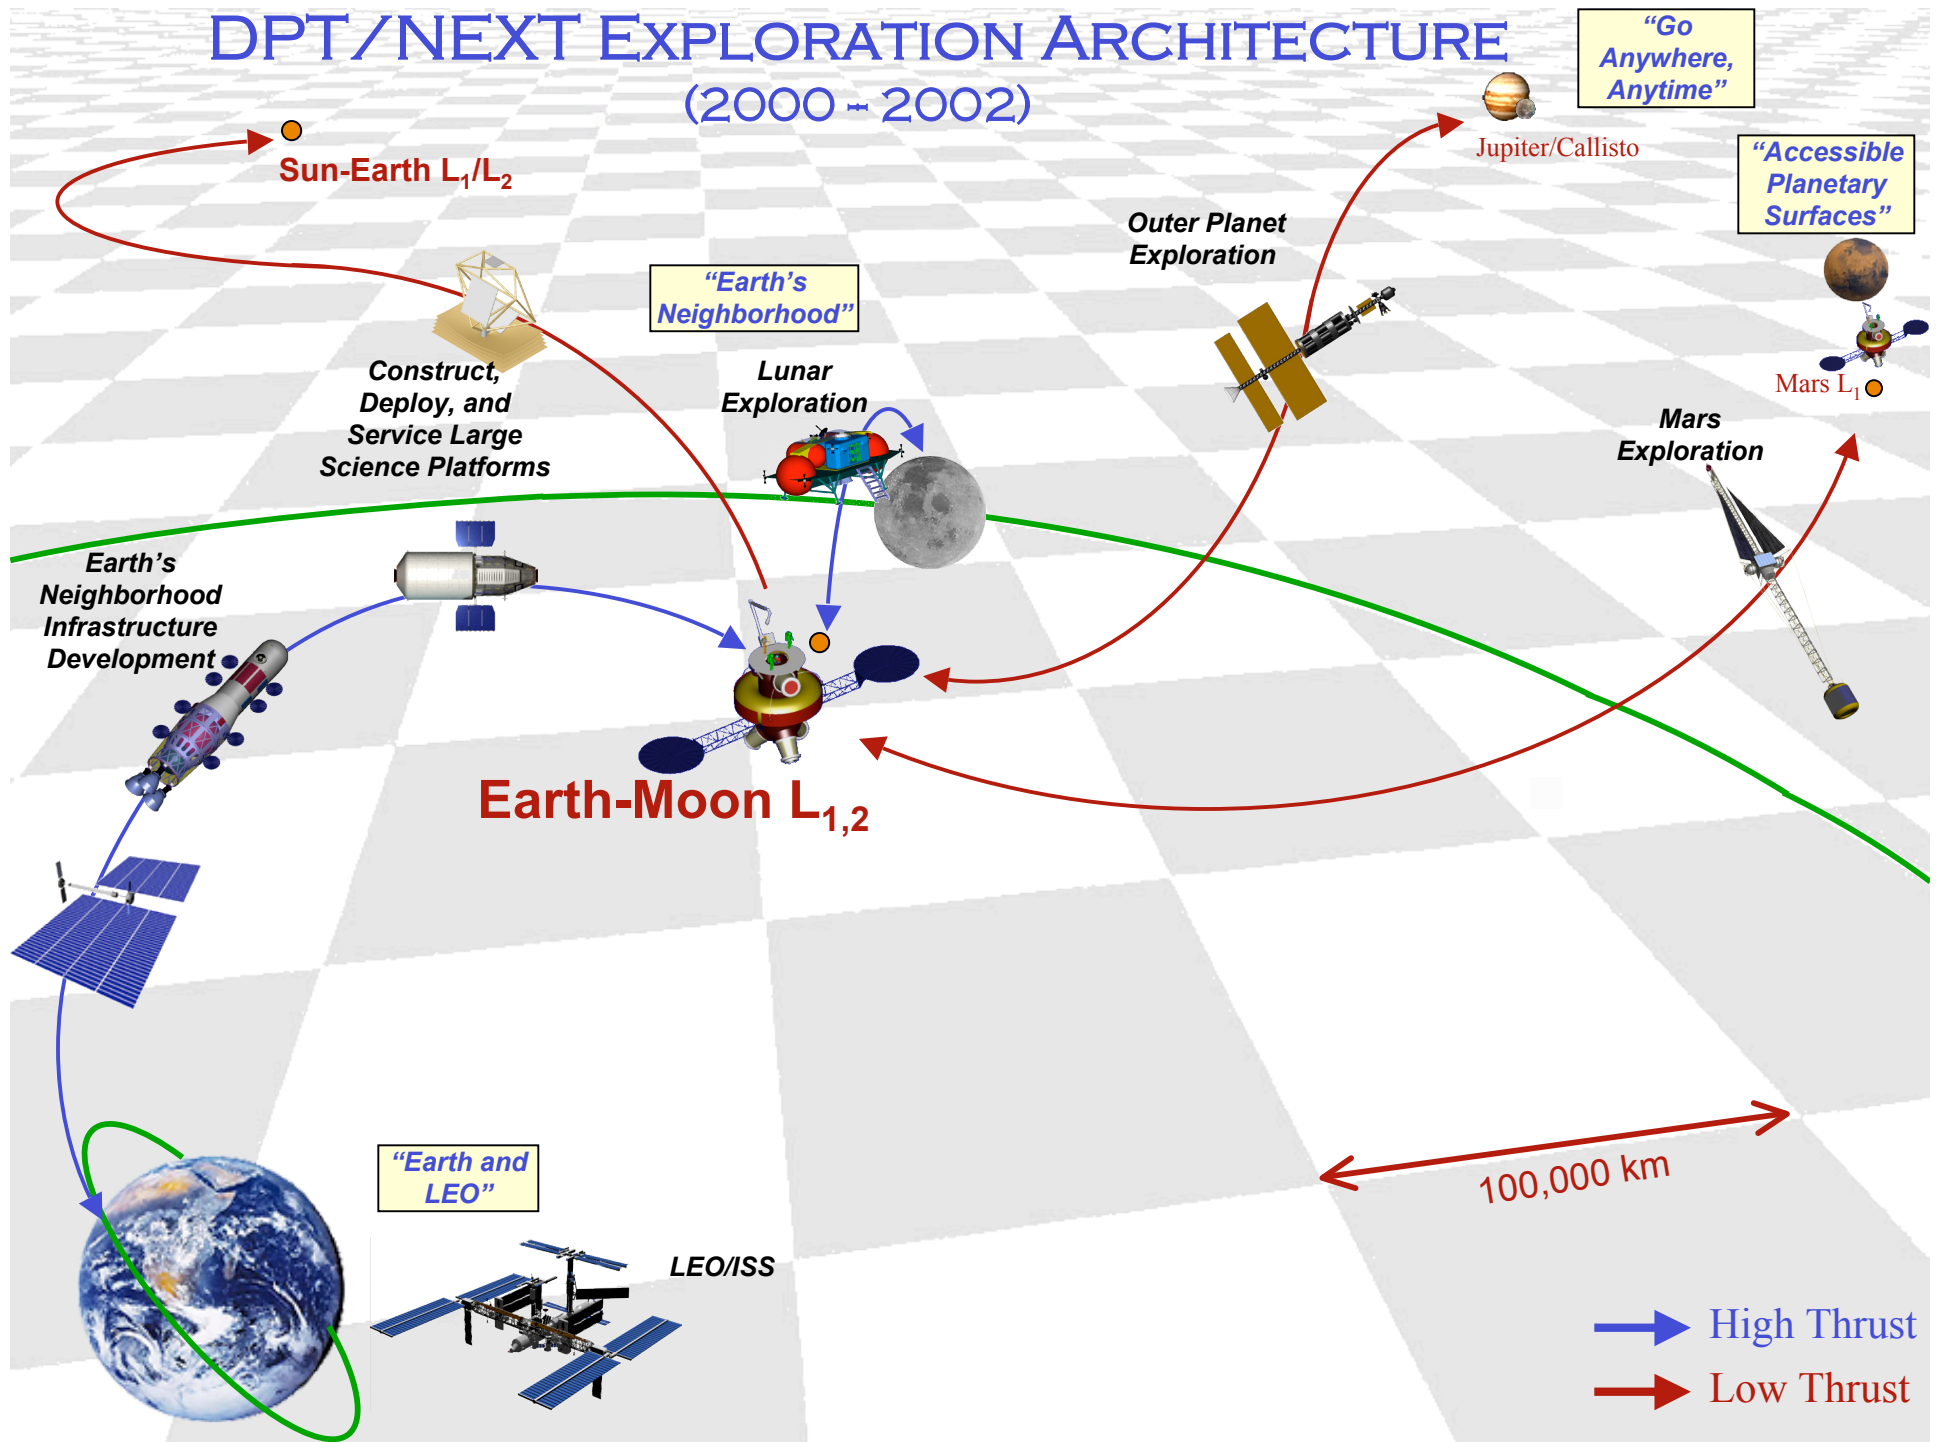 DPT/NEXT EXPLORATION ARCHITECTURE
(2000 – 2002)
“Go
Anywhere,
Anytime”
Jupiter/Callisto
“Accessible
Planetary
Surfaces”
Sun-Earth L1/L2
Outer Planet
Exploration
“Earth’s
Neighborhood”
Construct,
Deploy, and
Service Large
Science Platforms
Lunar
Exploration
Mars L1
Mars
Exploration
Earth’s
Neighborhood
Infrastructure
Development
Earth-Moon L1,2
100,000 km
“Earth and
LEO”
LEO/ISS
High Thrust
Low Thrust